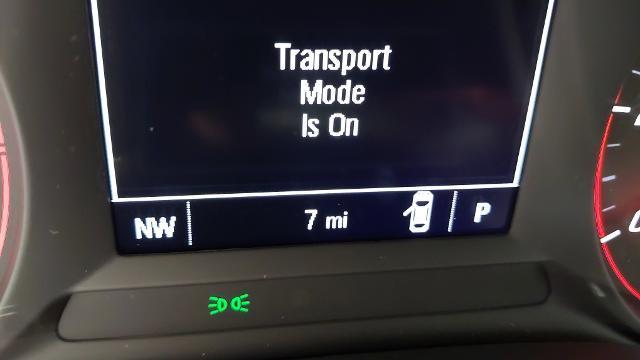 Transport
Mode
Is On
NW 7 mi P